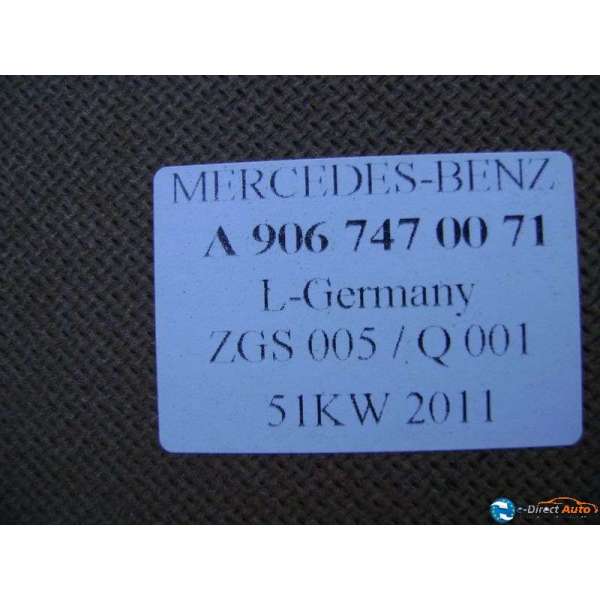 MERCEDES-BENZ
A 906 747 00 71
L-Germany
ZGS 005 / Q 001
51KW 2011
e-Direct Auto